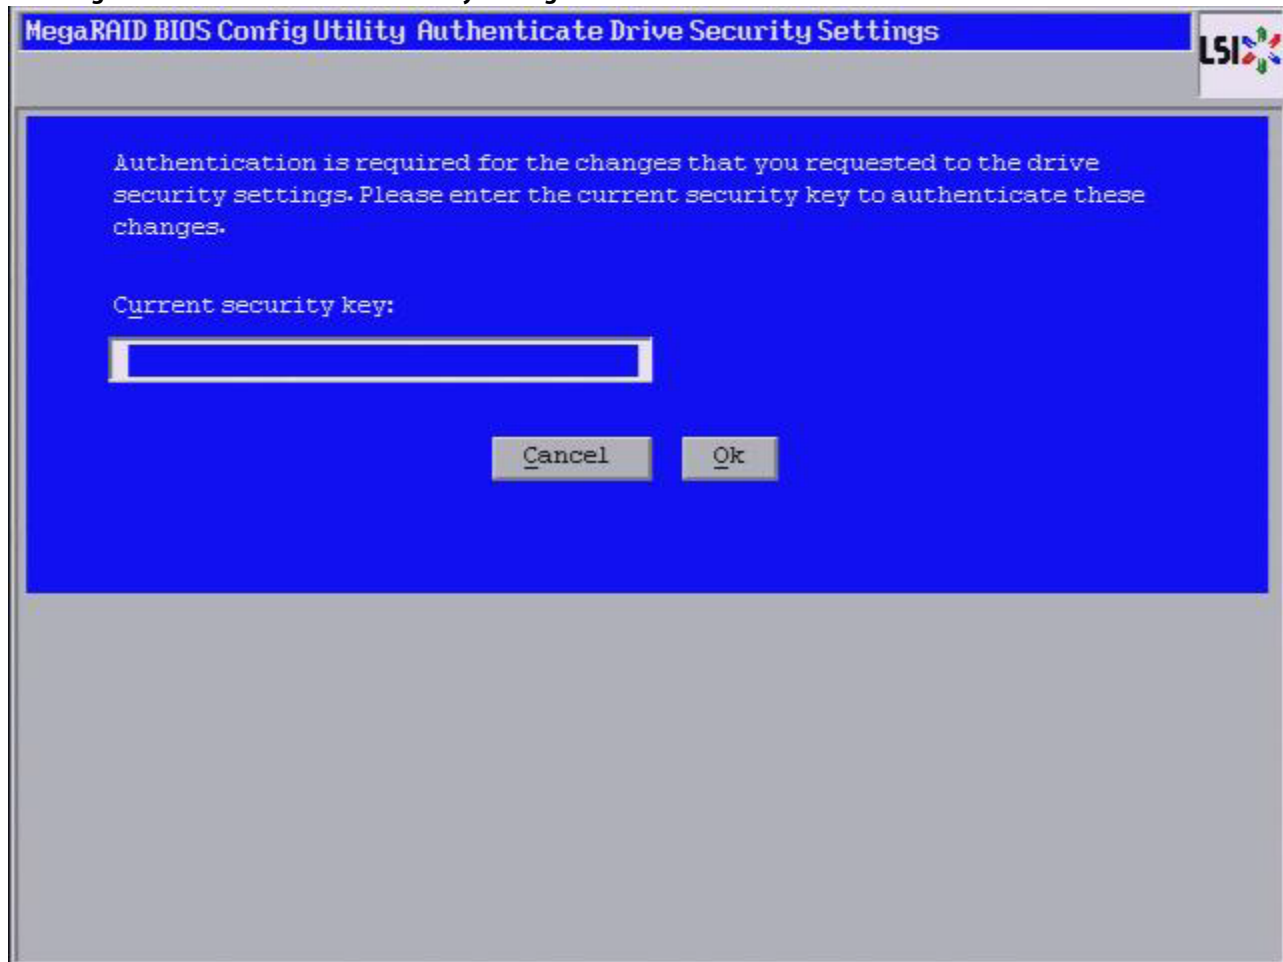 MegaRAID BIOS Config Utility Authenticate Drive Security Settings
LSI
Authentication is required for the changes that you requested to the drive
security settings. Please enter the current security key to authenticate these
changes.
Current security key:
Cancel Ok